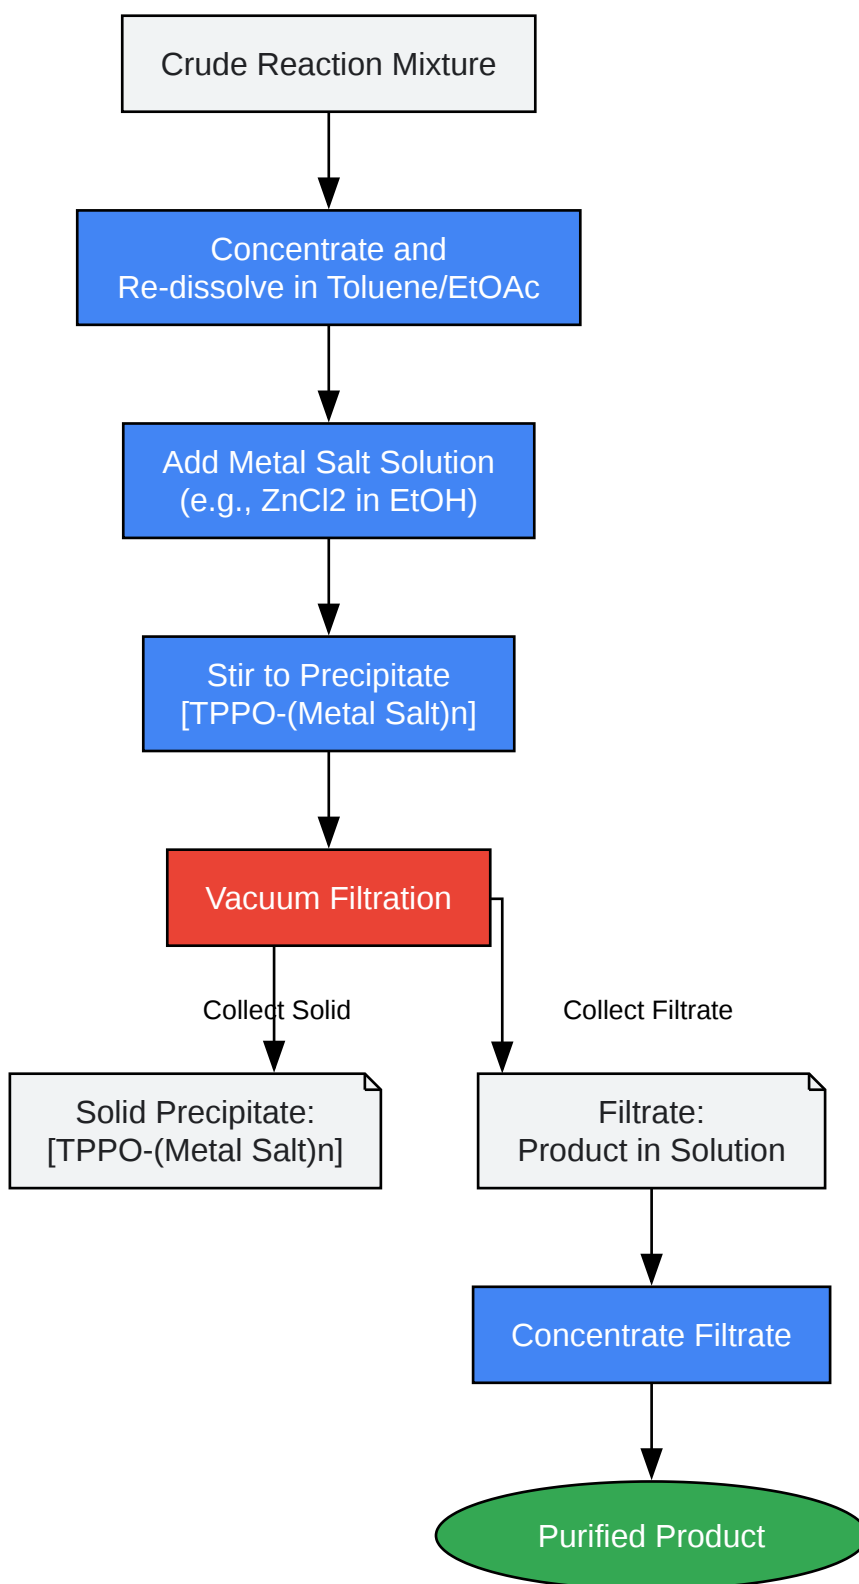 Crude Reaction Mixture
Concentrate and
Re-dissolve in Toluene/EtOAc
Add Metal Salt Solution
(e.g., ZnCl2 in EtOH)
Stir to Precipitate
[TPPO-(Metal Salt)n]
Vacuum Filtration
Collect Solid
Collect Filtrate
Solid Precipitate:
[TPPO-(Metal Salt)n]
Filtrate:
Product in Solution
Concentrate Filtrate
Purified Product